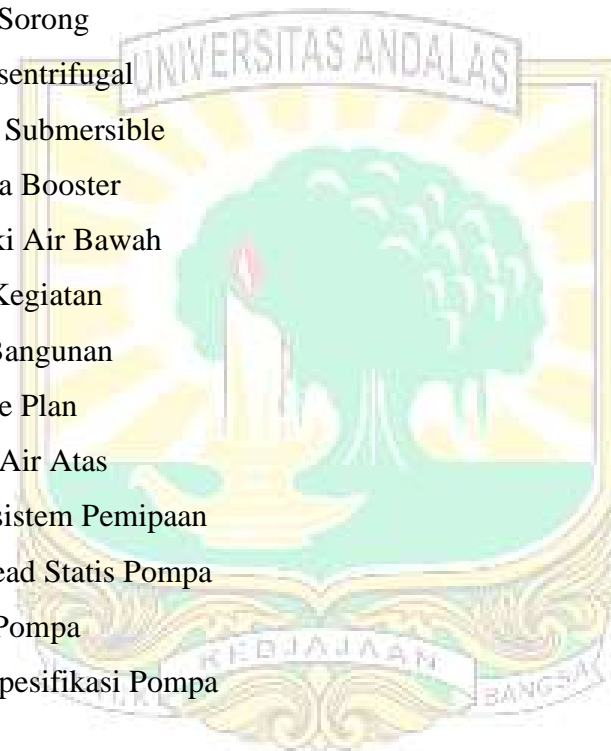 Sorong
UNIVERSITAS ANDALAS
sentrifugal
Submersible
a Booster
ki Air Bawah
Kegiatan
Bangunan
e Plan
Air Atas
sistem Pemipaan
ead Statis Pompa
Pompa
KEDJAJAAN
pesifikasi Pompa
BANGSA